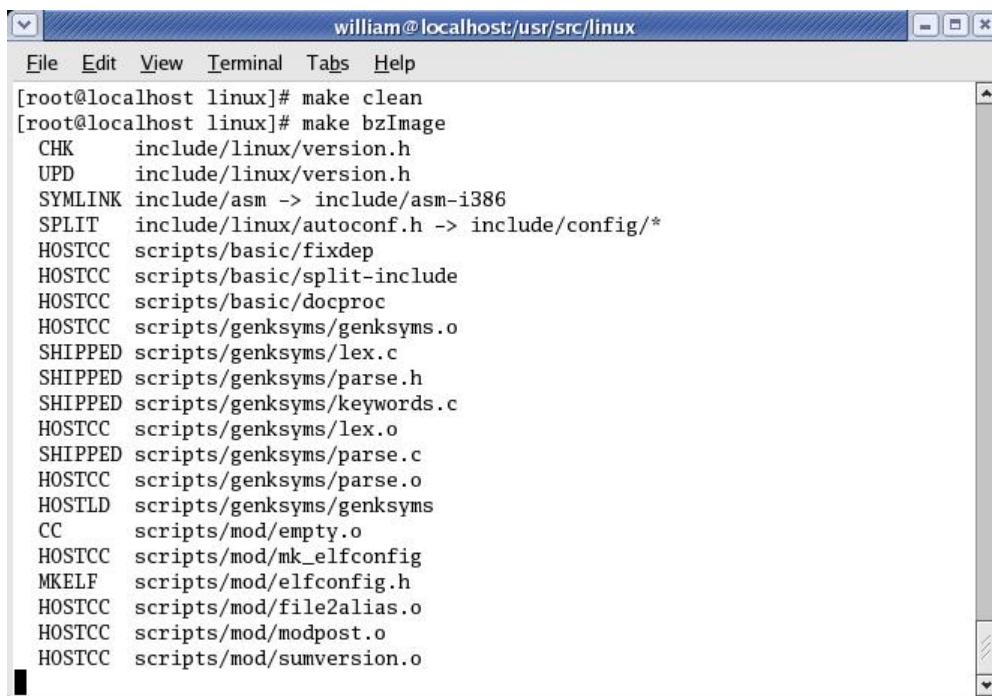 william@localhost:/usr/src/linux
File Edit View Terminal Tabs Help
[root@localhost linux]# make clean
[root@localhost linux]# make bzImage
  CHK     include/linux/version.h
  UPD     include/linux/version.h
  SYMLINK include/asm -> include/asm-i386
  SPLIT   include/linux/autoconf.h -> include/config/*
  HOSTCC  scripts/basic/fixdep
  HOSTCC  scripts/basic/split-include
  HOSTCC  scripts/basic/docproc
  HOSTCC  scripts/genksyms/genksyms.o
  SHIPPED scripts/genksyms/lex.c
  SHIPPED scripts/genksyms/parse.h
  SHIPPED scripts/genksyms/keywords.c
  HOSTCC  scripts/genksyms/lex.o
  SHIPPED scripts/genksyms/parse.c
  HOSTCC  scripts/genksyms/parse.o
  HOSTLD  scripts/genksyms/genksyms
  CC      scripts/mod/empty.o
  HOSTCC  scripts/mod/mk_elfconfig
  MKELF   scripts/mod/elfconfig.h
  HOSTCC  scripts/mod/file2alias.o
  HOSTCC  scripts/mod/modpost.o
  HOSTCC  scripts/mod/sumversion.o